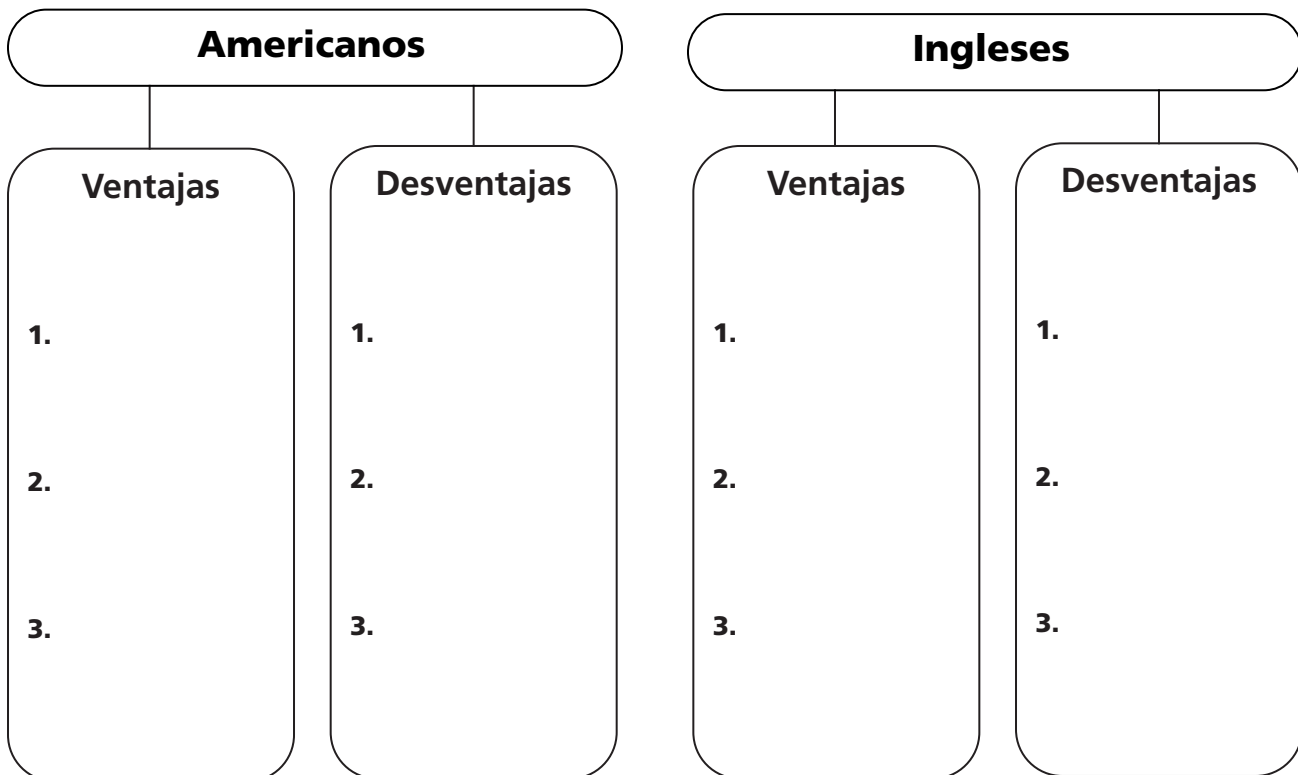 Americanos
Ventajas
1.
2.
3.
Desventajas
1.
2.
3.
Ingleses
Ventajas
1.
2.
3.
Desventajas
1.
2.
3.